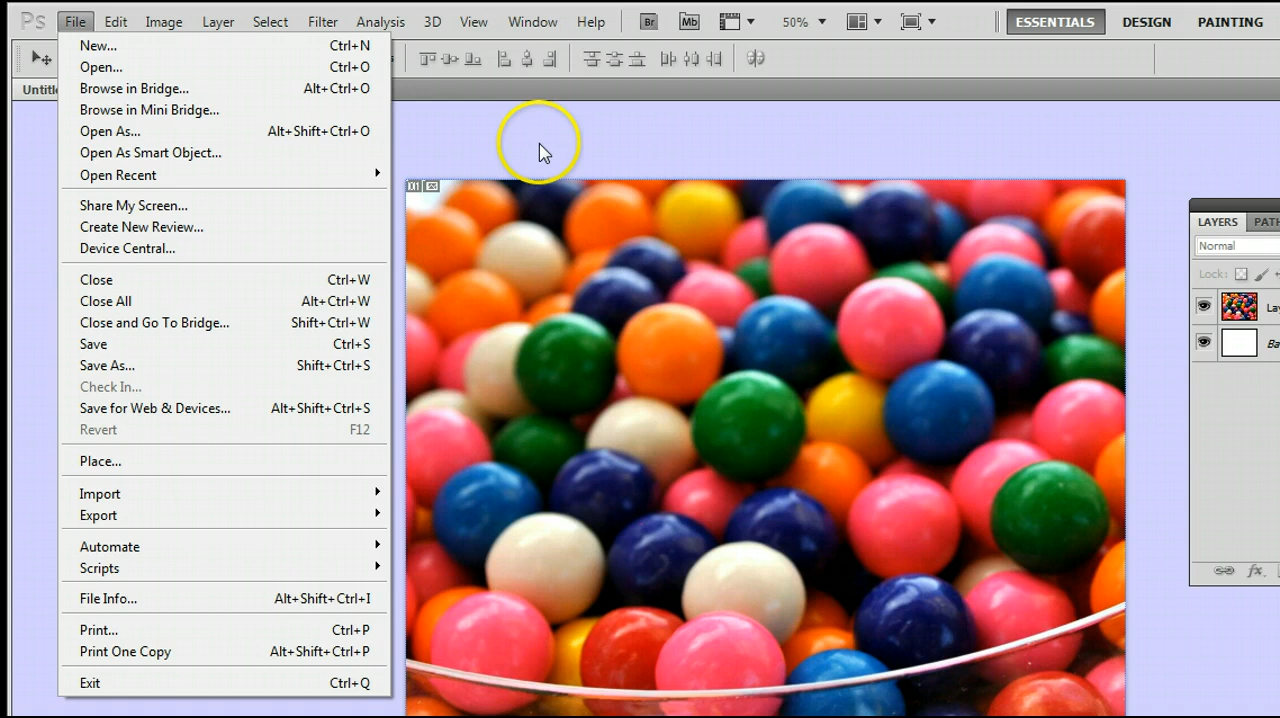 Ps File Edit Image Layer Select Filter Analysis 3D View Window Help Br Mb 50% ESSENTIALS DESIGN PAINTING
New... Ctrl+N
Open... Ctrl+O
Browse in Bridge... Alt+Ctrl+O
Browse in Mini Bridge...
Open As... Alt+Shift+Ctrl+O
Open As Smart Object...
Open Recent
Share My Screen...
Create New Review...
Device Central...
Close Ctrl+W
Close All Alt+Ctrl+W
Close and Go To Bridge... Shift+Ctrl+W
Save Ctrl+S
Save As... Shift+Ctrl+S
Check In...
Save for Web & Devices... Alt+Shift+Ctrl+S
Revert F12
Place...
Import
Export
Automate
Scripts
File Info... Alt+Shift+Ctrl+I
Print... Ctrl+P
Print One Copy Alt+Shift+Ctrl+P
Exit Ctrl+Q
Untitle
01
LAYERS PAT
Normal
Lock:
Lay
Ba
fx